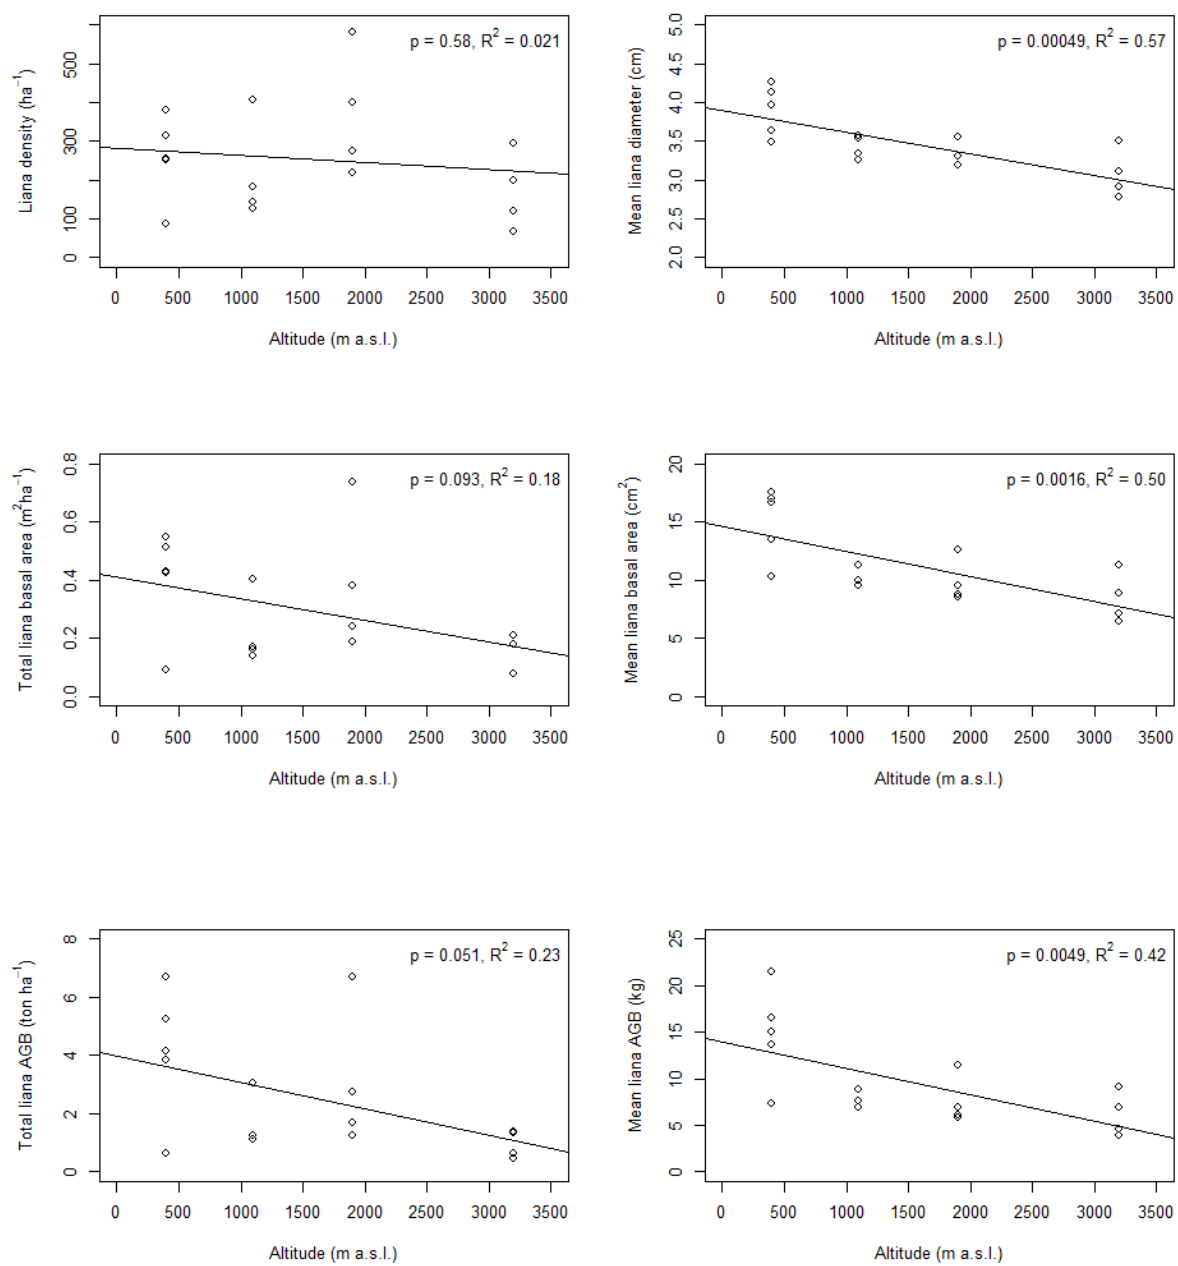 p = 0.58, R² = 0.021
Liana density (ha⁻¹)
0 100 300 500
0 500 1000 1500 2000 2500 3000 3500
Altitude (m a.s.l.)
p = 0.00049, R² = 0.57
Mean liana diameter (cm)
2.0 2.5 3.0 3.5 4.0 4.5 5.0
0 500 1000 1500 2000 2500 3000 3500
Altitude (m a.s.l.)
p = 0.093, R² = 0.18
Total liana basal area (m²ha⁻¹)
0.0 0.2 0.4 0.6 0.8
0 500 1000 1500 2000 2500 3000 3500
Altitude (m a.s.l.)
p = 0.0016, R² = 0.50
Mean liana basal area (cm²)
0 5 10 15 20
0 500 1000 1500 2000 2500 3000 3500
Altitude (m a.s.l.)
p = 0.051, R² = 0.23
Total liana AGB (ton ha⁻¹)
0 2 4 6 8
0 500 1000 1500 2000 2500 3000 3500
Altitude (m a.s.l.)
p = 0.0049, R² = 0.42
Mean liana AGB (kg)
0 5 10 15 20 25
0 500 1000 1500 2000 2500 3000 3500
Altitude (m a.s.l.)